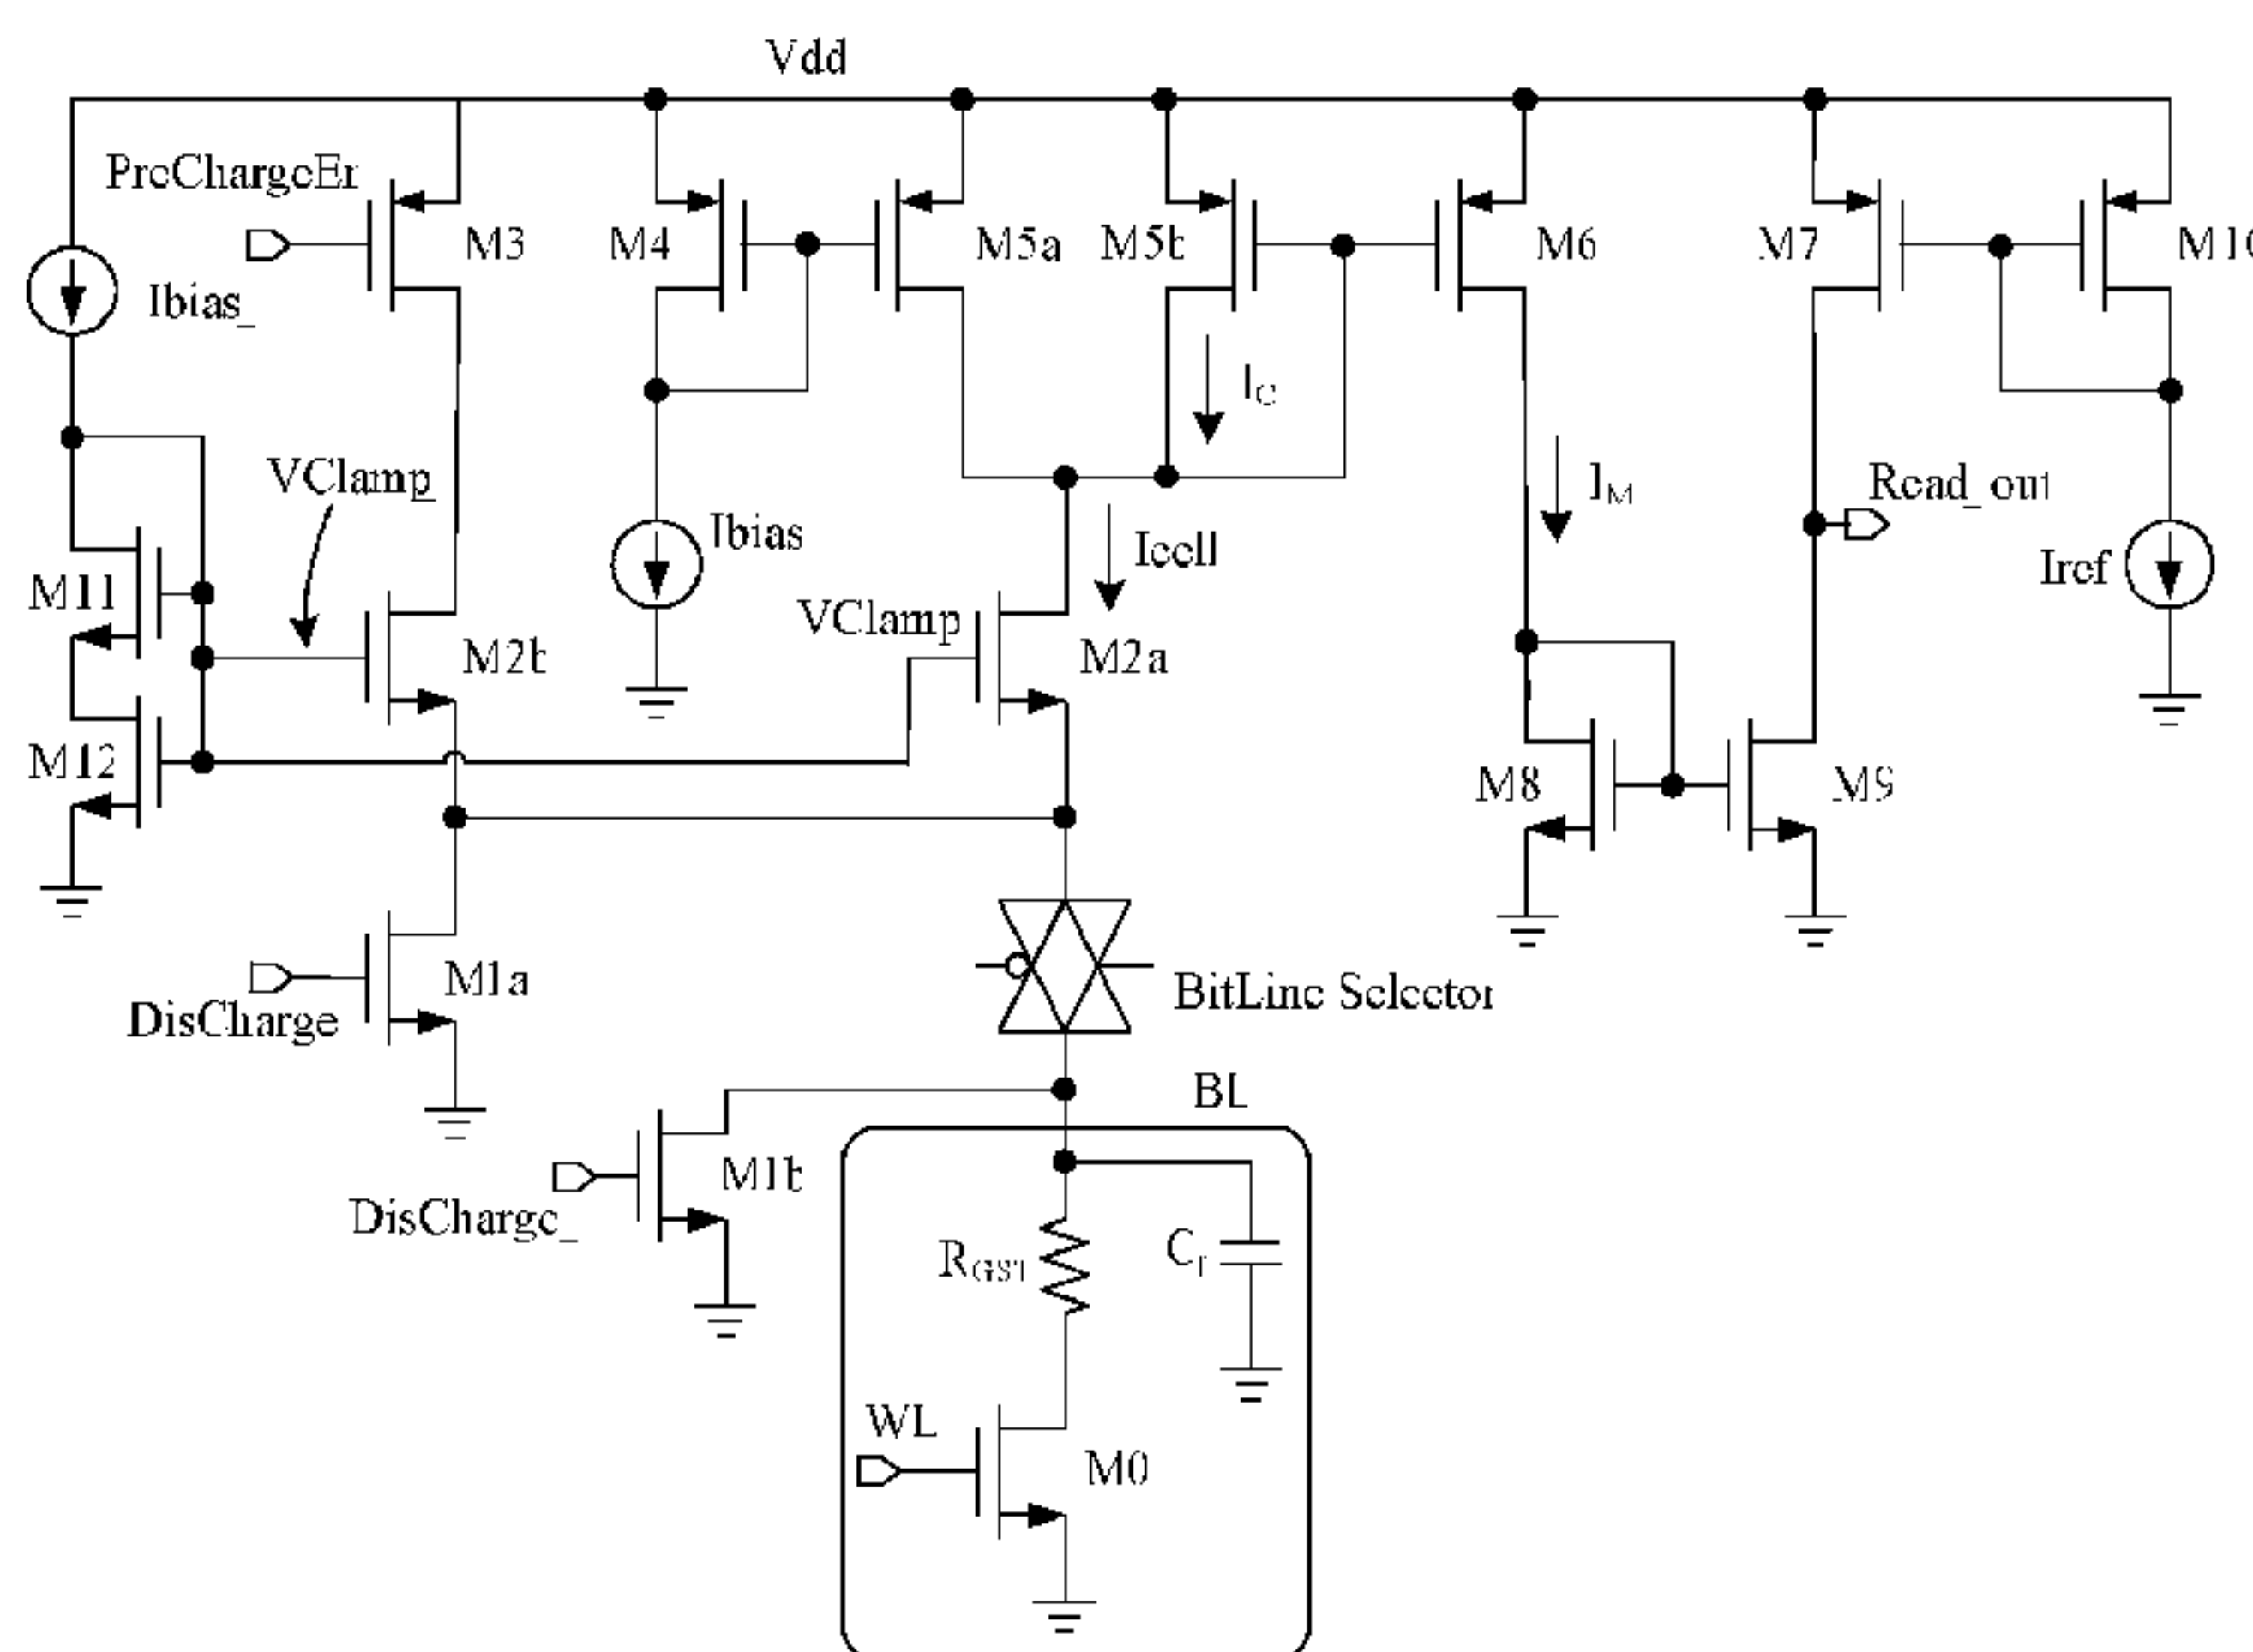 Vdd
PreChargeEn
M3
M4
M5a
M5b
M6
M7
M10
Ibias_
IC
VClamp_
IM
Read_out
Ibias
Icell
Iref
M11
VClamp
M2b
M2a
M12
M8
M9
M1a
BitLine Selector
DisCharge
BL
M1b
DisCharge_
RGST
WL
M0